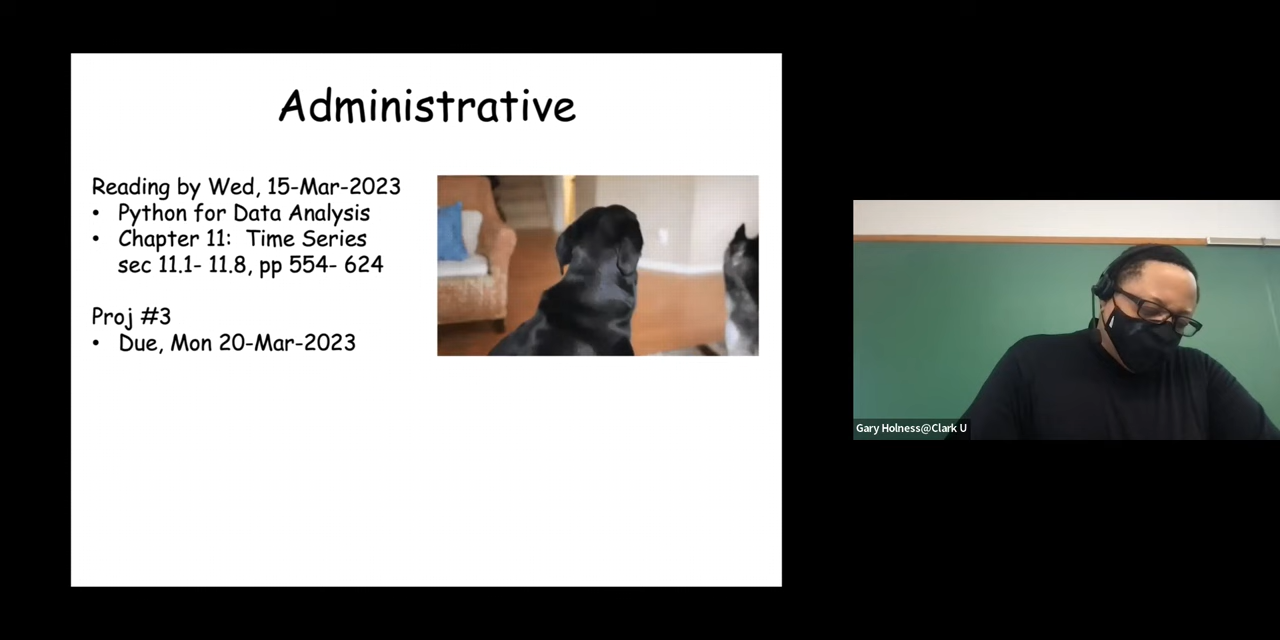 Administrative
Reading by Wed, 15-Mar-2023
• Python for Data Analysis
• Chapter 11: Time Series
sec 11.1- 11.8, pp 554- 624
Proj #3
• Due, Mon 20-Mar-2023
Gary Holness@Clark U